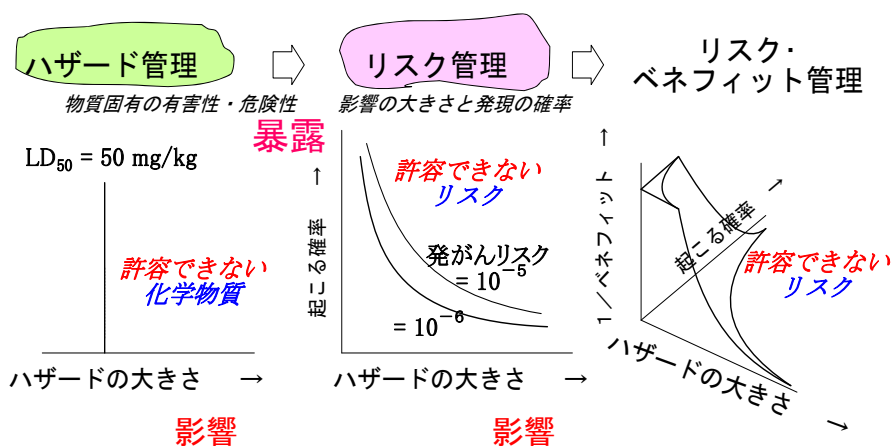 ハザード管理
物質固有の有害性・危険性
LD50 = 50 mg/kg
許容できない
化学物質
ハザードの大きさ →
影響
リスク管理
影響の大きさと発現の確率
暴露
起こる確率 →
許容できない
リスク
発がんリスク
= 10−5
= 10−6
ハザードの大きさ →
影響
リスク・
ベネフィット管理
1/ベネフィット →
起こる確率 →
許容できない
リスク
ハザードの大きさ →